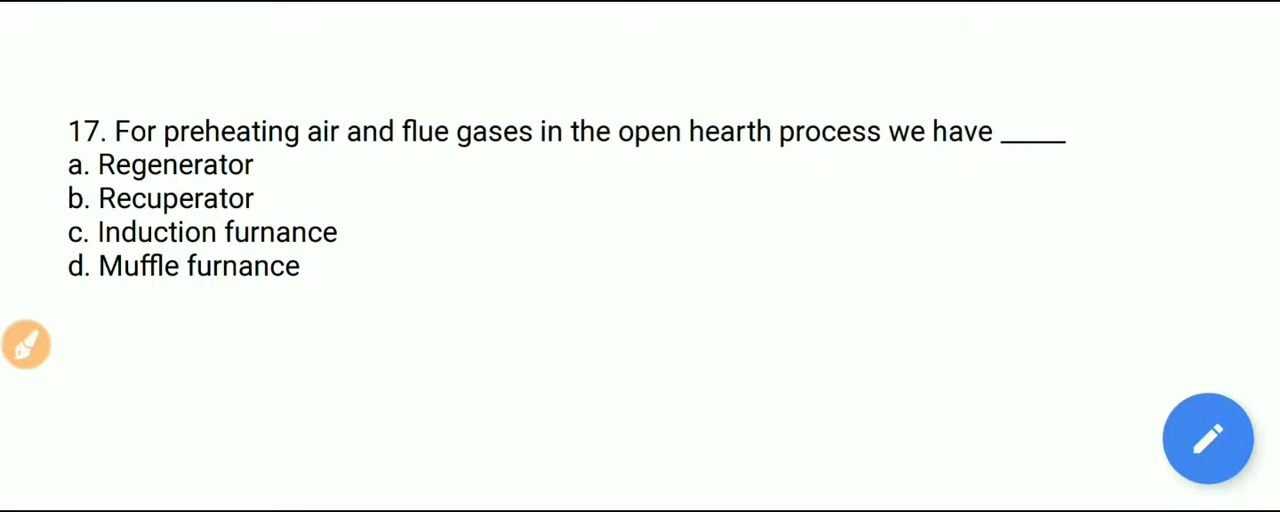 17. For preheating air and flue gases in the open hearth process we have _____
a. Regenerator
b. Recuperator
c. Induction furnance
d. Muffle furnance